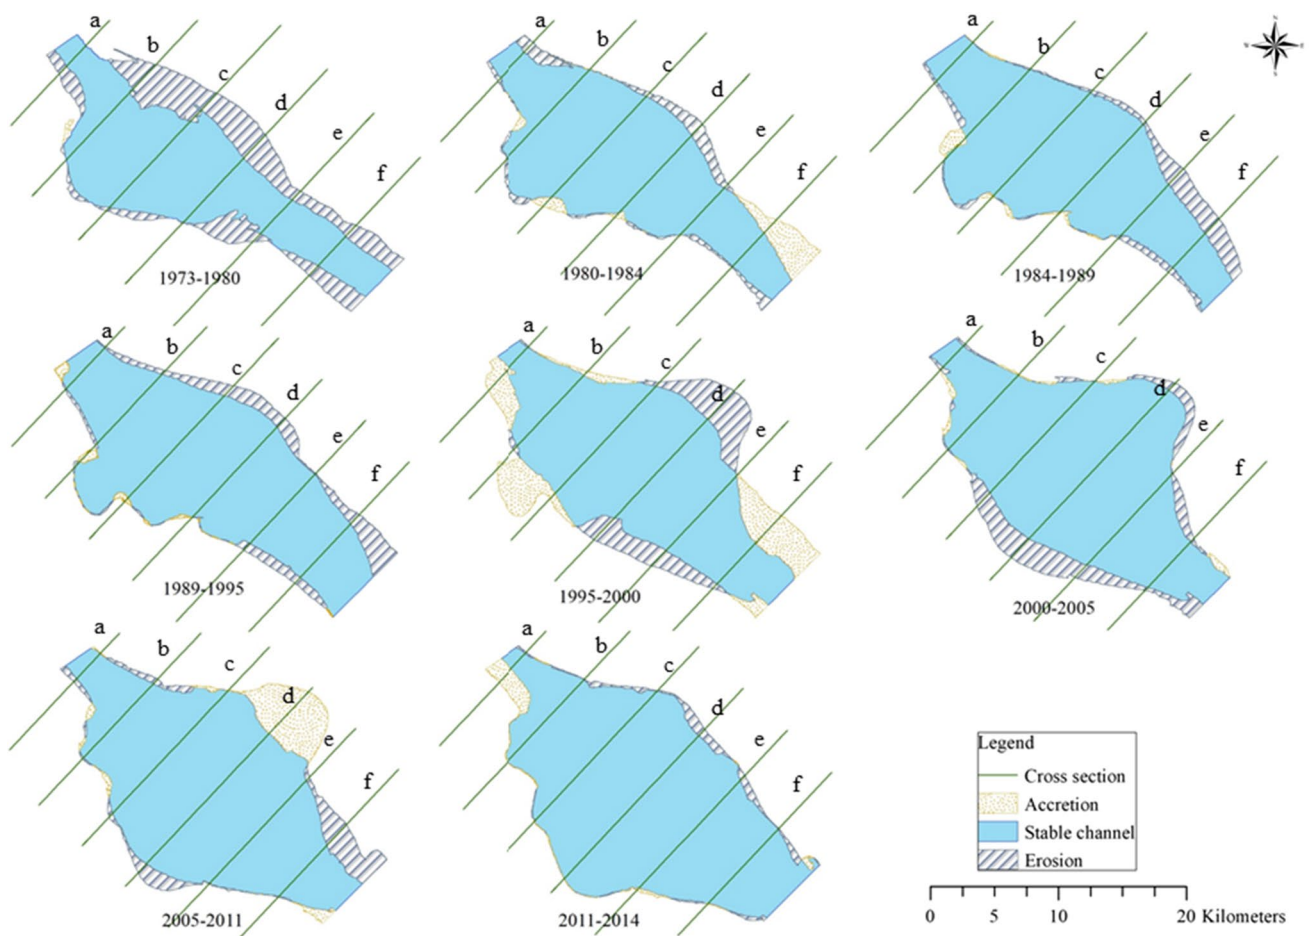 a
b
c
d
e
f
1973-1980
a
b
c
d
e
f
1980-1984
a
b
c
d
e
f
1984-1989
a
b
c
d
e
f
1989-1995
a
b
c
d
e
f
1995-2000
a
b
c
d
e
f
2000-2005
a
b
c
d
e
f
2005-2011
a
b
c
d
e
f
2011-2014
Legend
Cross section
Accretion
Stable channel
Erosion
0 5 10 20 Kilometers